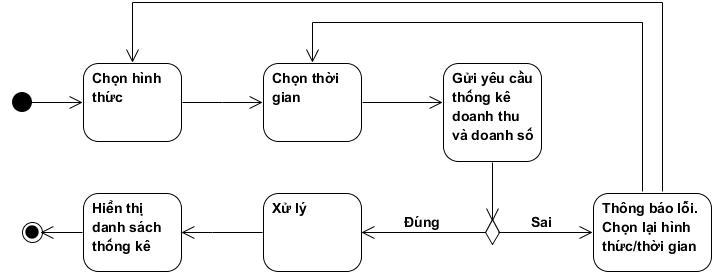 Chọn hình
thức
Chọn thời
gian
Gửi yêu cầu
thống kê
doanh thu
và doanh số
Hiển thị
danh sách
thống kê
Xử lý
Đùng
Sai
Thông báo lỗi.
Chọn lại hình
thức/thời gian